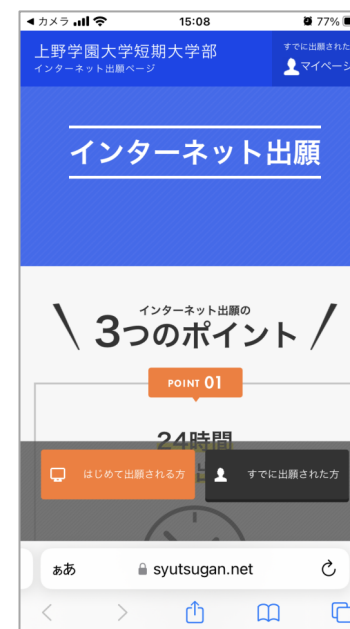 ◀ カメラ 15:08 77%
上野学園大学短期大学部
インターネット出願ページ
すでに出願された
マイページ
インターネット出願
インターネット出願の
3つのポイント
POINT 01
24時間
出
はじめて出願される方
すでに出願された方
ぁあ syutsugan.net